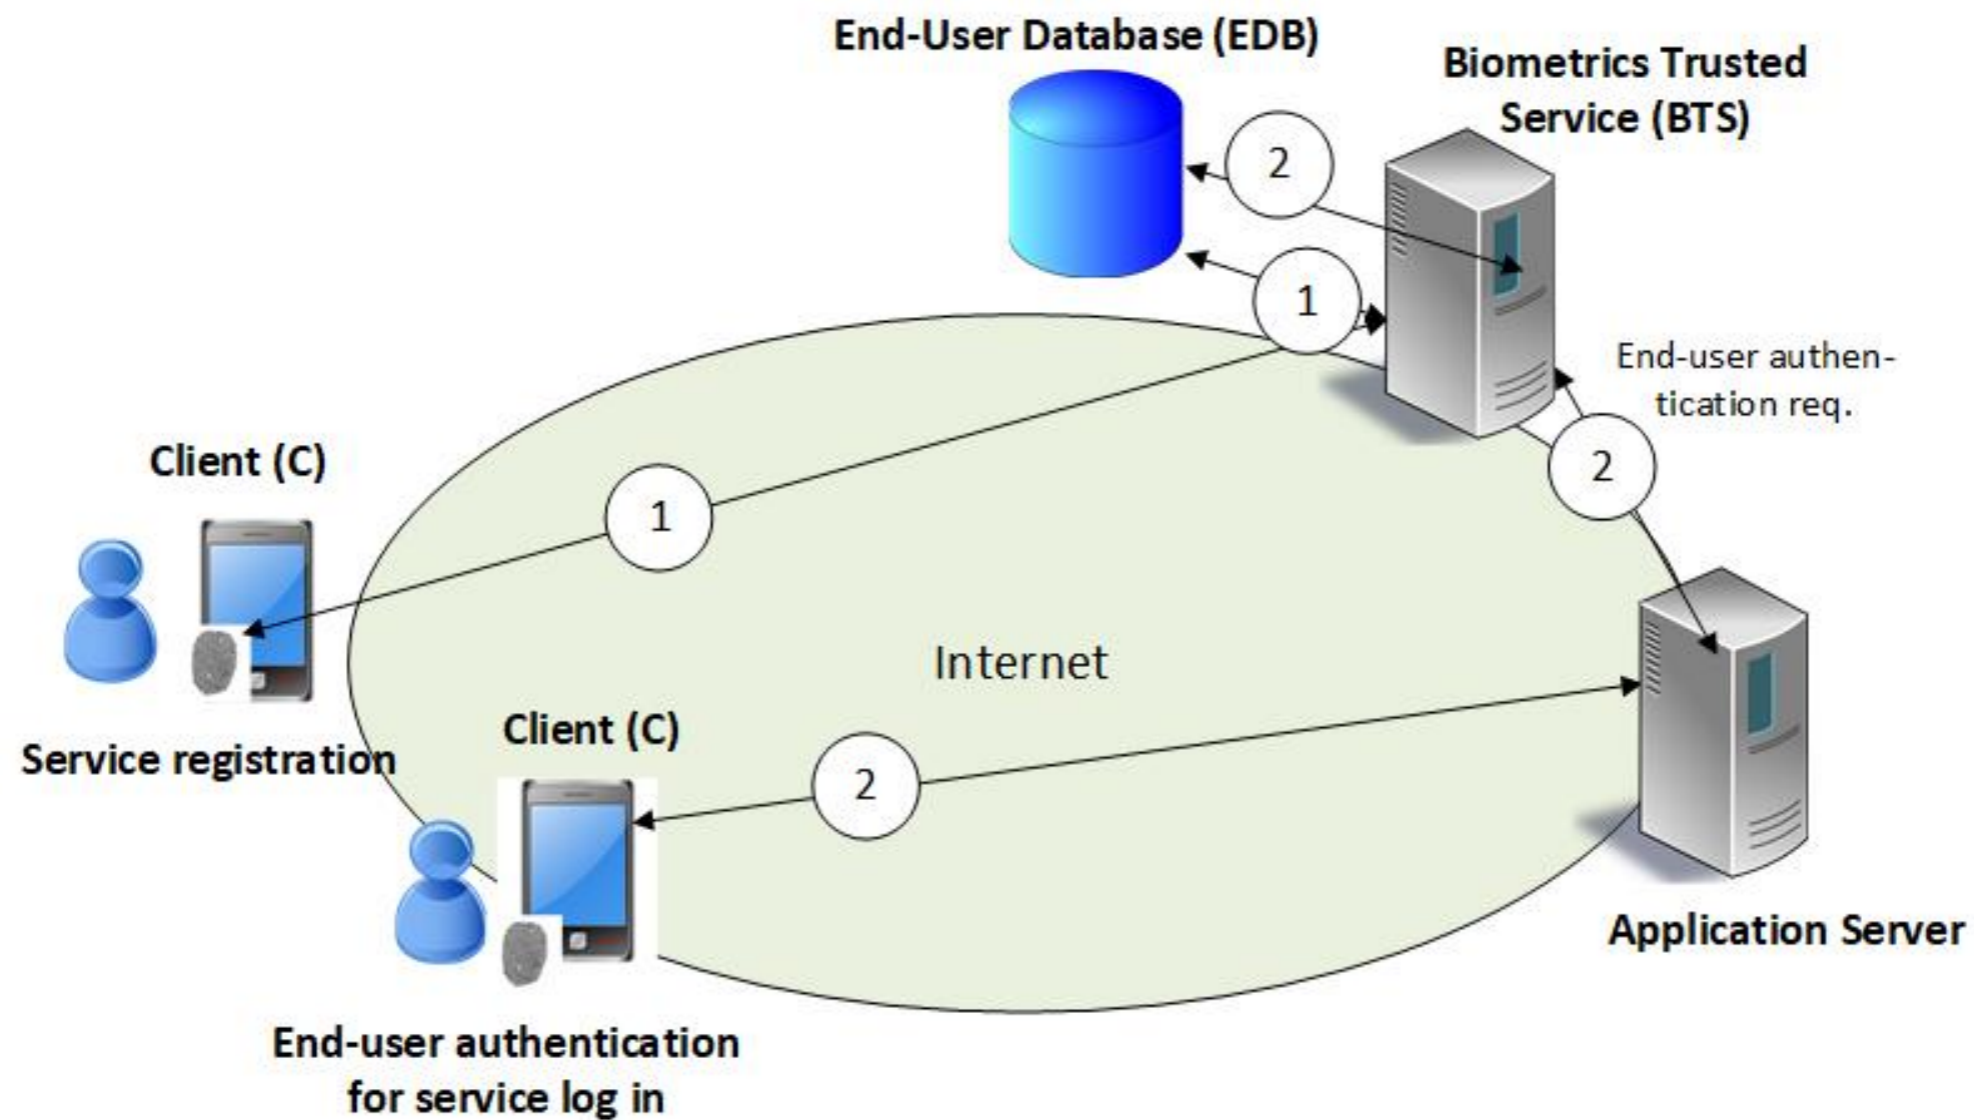 End-User Database (EDB)
Biometrics Trusted
Service (BTS)
2
1
End-user authen-
tication req.
2
Client (C)
1
Internet
Service registration
Client (C)
2
Application Server
End-user authentication
for service log in